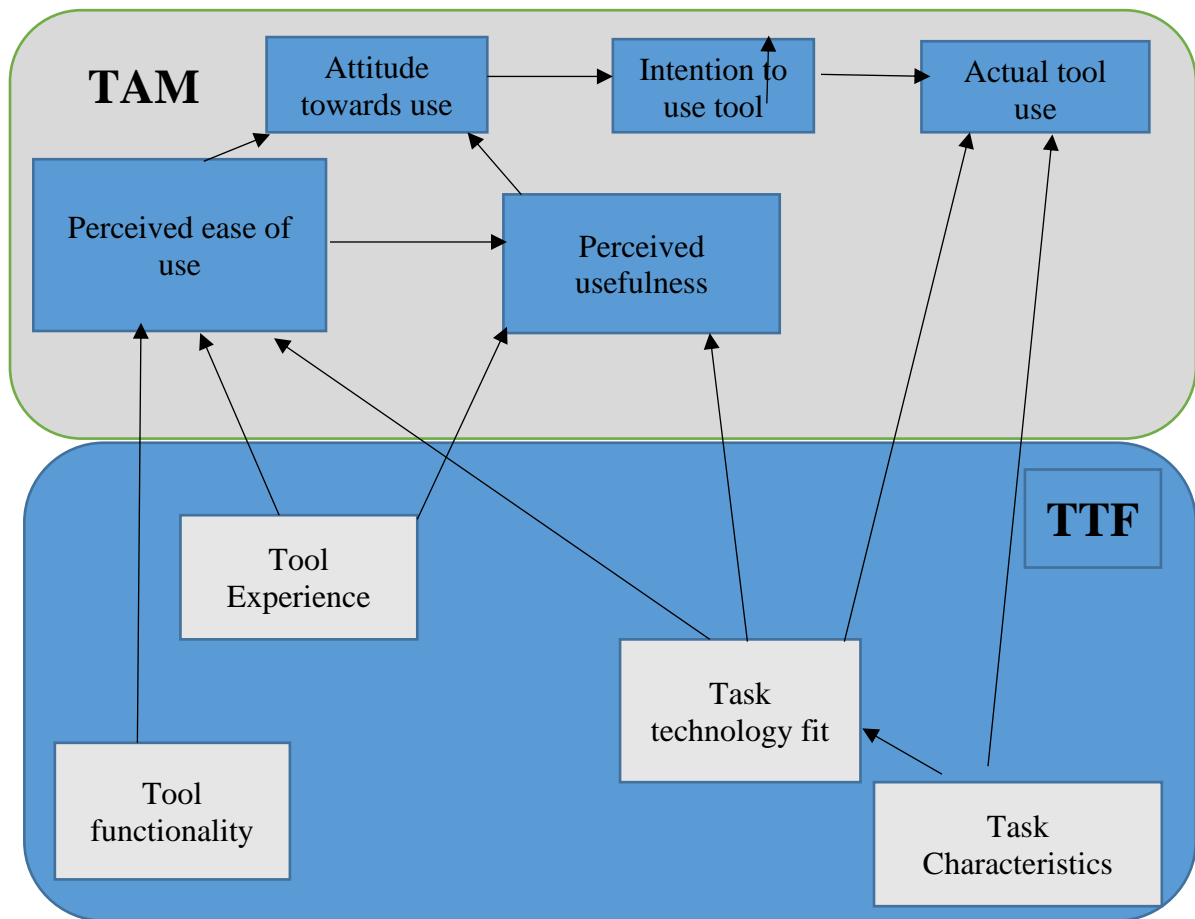 TAM
Attitude
towards use
Intention to
use tool
Actual tool
use
Perceived ease of
use
Perceived
usefulness
TTF
Tool
Experience
Task
technology fit
Tool
functionality
Task
Characteristics